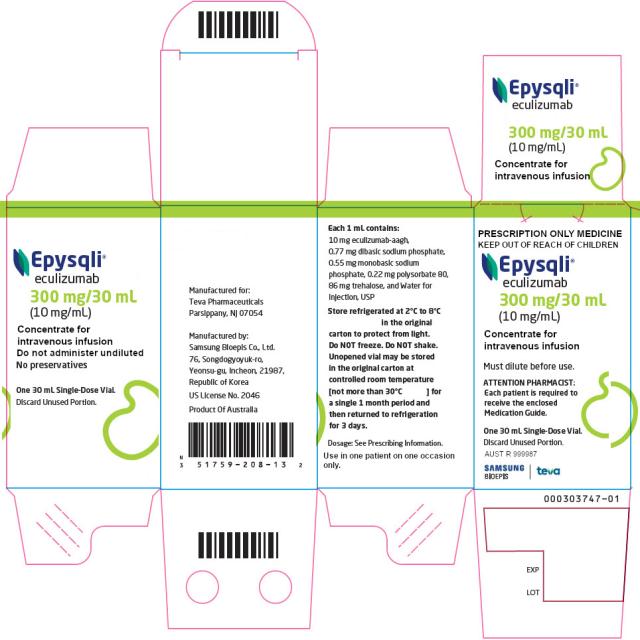 Epysqli®
eculizumab
300 mg/30 mL
(10 mg/mL)
Concentrate for
intravenous infusion
Epysqli®
eculizumab
300 mg/30 mL
(10 mg/mL)
Concentrate for
intravenous infusion
Do not administer undiluted
No preservatives
One 30 mL Single-Dose Vial.
Discard Unused Portion.
Manufactured for:
Teva Pharmaceuticals
Parsippany, NJ 07054
Manufactured by:
Samsung Bioepis Co., Ltd.
76, Songdogyoyuk-ro,
Yeonsu-gu, Incheon, 21987,
Republic of Korea
US License No. 2046
Product Of Australia
N
3 51759-208-13 2
Each 1 mL contains:
10 mg eculizumab-aagh,
0.77 mg dibasic sodium phosphate,
0.55 mg monobasic sodium
phosphate, 0.22 mg polysorbate 80,
86 mg trehalose, and Water for
Injection, USP
Store refrigerated at 2°C to 8°C
in the original
carton to protect from light.
Do NOT freeze. Do NOT shake.
Unopened vial may be stored
in the original carton at
controlled room temperature
[not more than 30°C ] for
a single 1 month period and
then returned to refrigeration
for 3 days.
Dosage: See Prescribing Information.
Use in one patient on one occasion
only.
PRESCRIPTION ONLY MEDICINE
KEEP OUT OF REACH OF CHILDREN
Epysqli®
eculizumab
300 mg/30 mL
(10 mg/mL)
Concentrate for
intravenous infusion
Must dilute before use.
ATTENTION PHARMACIST:
Each patient is required to
receive the enclosed
Medication Guide.
One 30 mL Single-Dose Vial.
Discard Unused Portion.
AUST R 999987
SAMSUNG
BIOEPIS
teva
000303747-01
EXP
LOT